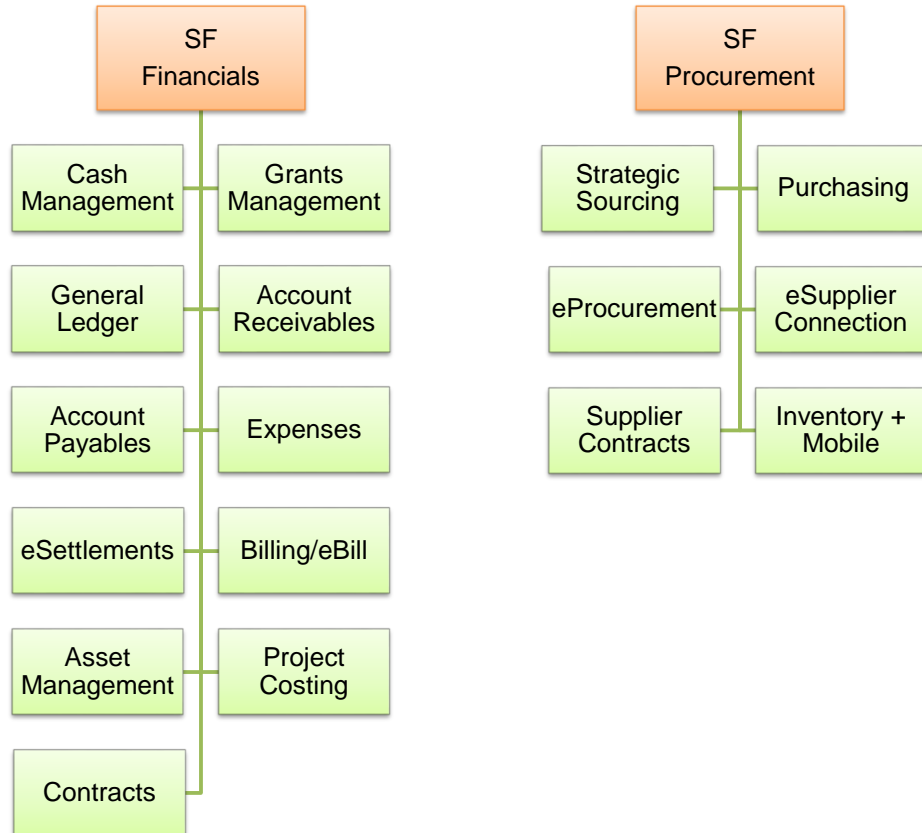 SF
Financials
Cash
Management
Grants
Management
General
Ledger
Account
Receivables
Account
Payables
Expenses
eSettlements
Billing/eBill
Asset
Management
Project
Costing
Contracts
SF
Procurement
Strategic
Sourcing
Purchasing
eProcurement
eSupplier
Connection
Supplier
Contracts
Inventory +
Mobile